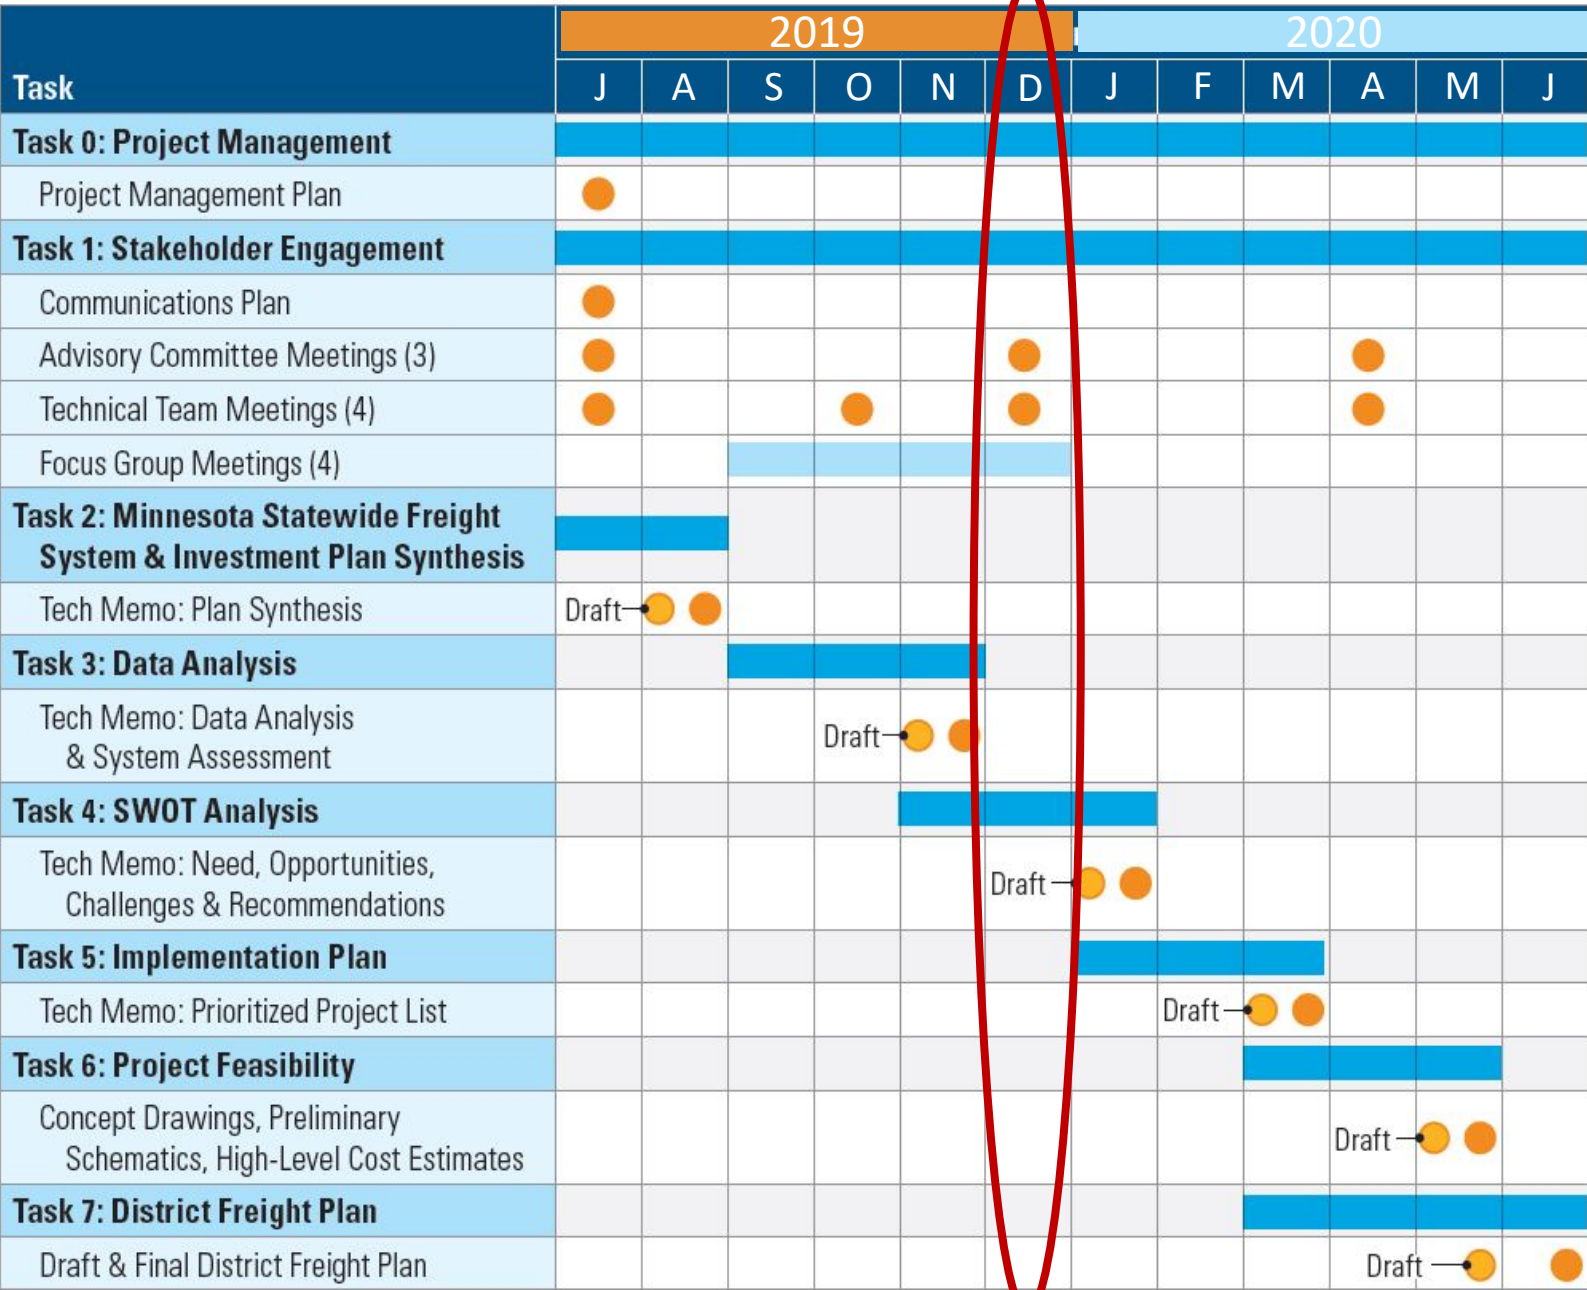 2019 2020
Task J A S O N D J F M A M J
Task 0: Project Management
Project Management Plan
Task 1: Stakeholder Engagement
Communications Plan
Advisory Committee Meetings (3)
Technical Team Meetings (4)
Focus Group Meetings (4)
Task 2: Minnesota Statewide Freight
System & Investment Plan Synthesis
Tech Memo: Plan Synthesis Draft
Task 3: Data Analysis
Tech Memo: Data Analysis
& System Assessment
Draft
Task 4: SWOT Analysis
Tech Memo: Need, Opportunities,
Challenges & Recommendations
Draft
Task 5: Implementation Plan
Tech Memo: Prioritized Project List Draft
Task 6: Project Feasibility
Concept Drawings, Preliminary
Schematics, High-Level Cost Estimates
Draft
Task 7: District Freight Plan
Draft & Final District Freight Plan Draft